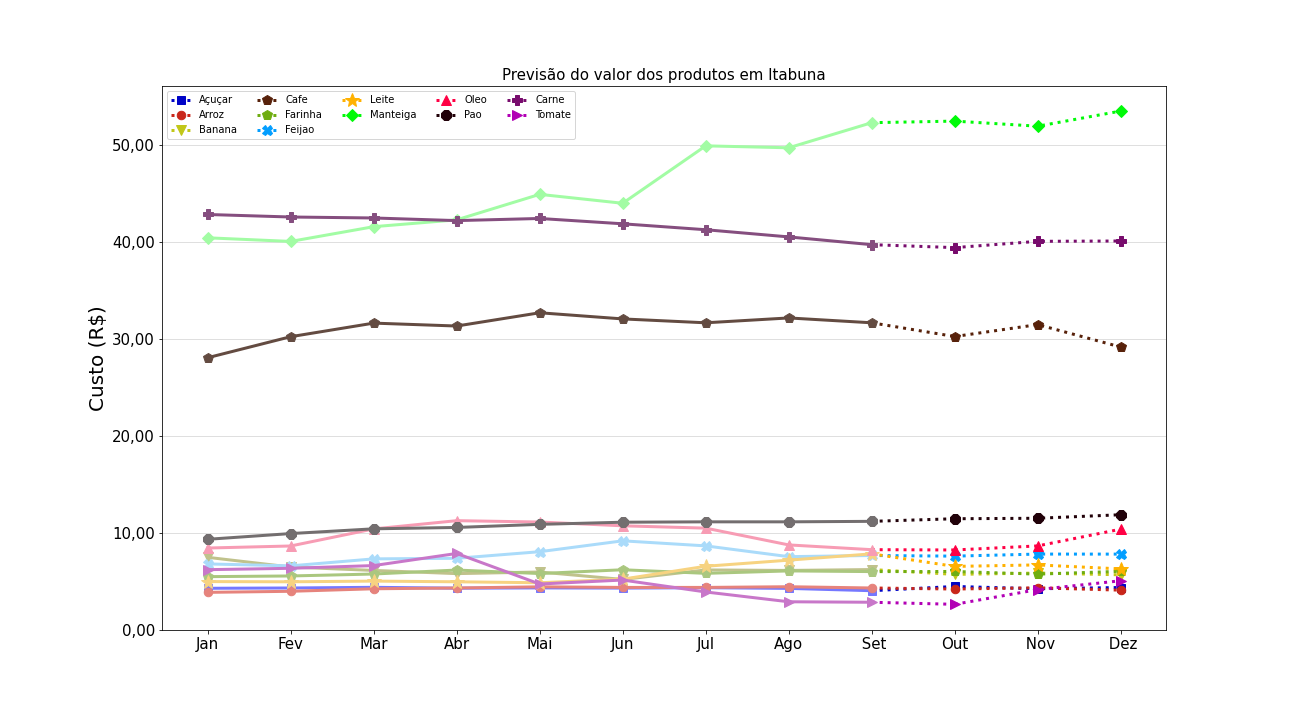 Previsão do valor dos produtos em Itabuna
Açuçar Cafe Leite Oleo Carne
Arroz Farinha Manteiga Pao Tomate
Banana Feijao
50,00
40,00
30,00
20,00
10,00
0,00
Custo (R$)
Jan Fev Mar Abr Mai Jun Jul Ago Set Out Nov Dez